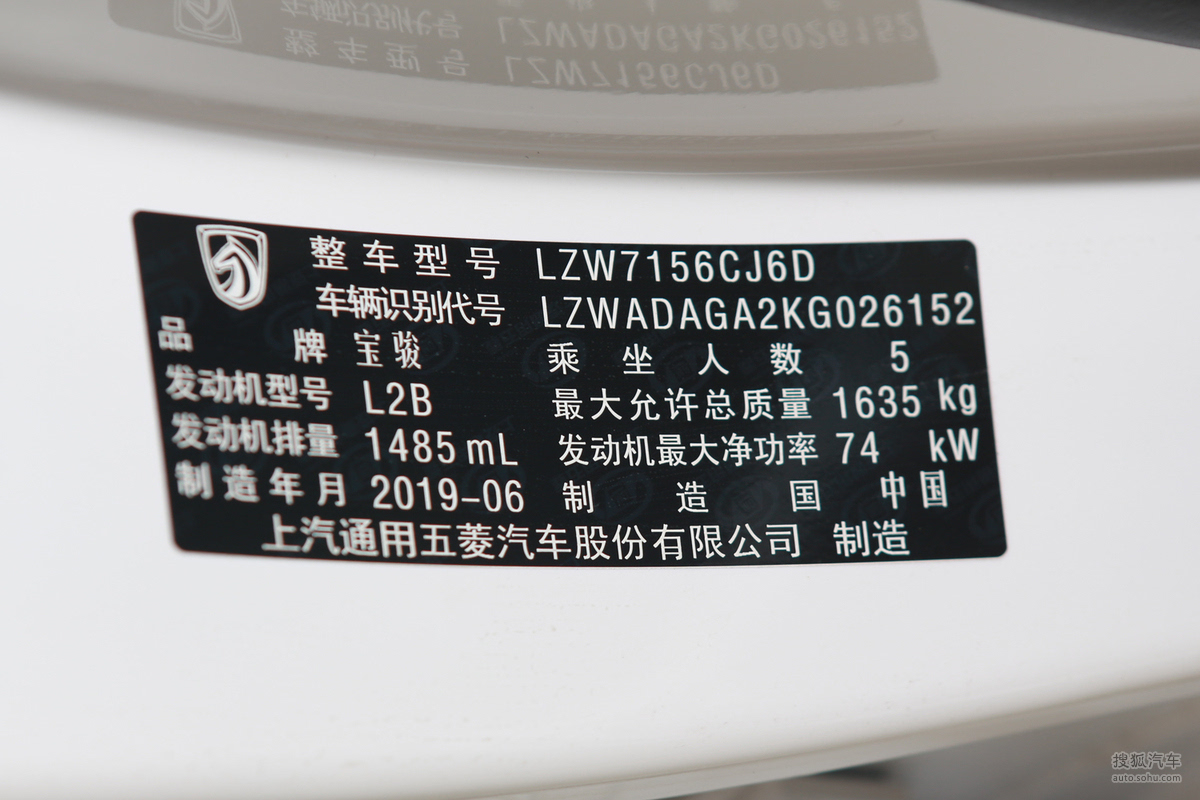 整车型号 LZW7156CJ6D
车辆识别代号 LZWADAGA2KG026152
品牌 宝骏 乘坐人数 5
发动机型号 L2B 最大允许总质量 1635 kg
发动机排量 1485 mL 发动机最大净功率 74 kW
制造年月 2019-06 制造国 中国
上汽通用五菱汽车股份有限公司 制造
搜狐汽车
auto.sohu.com